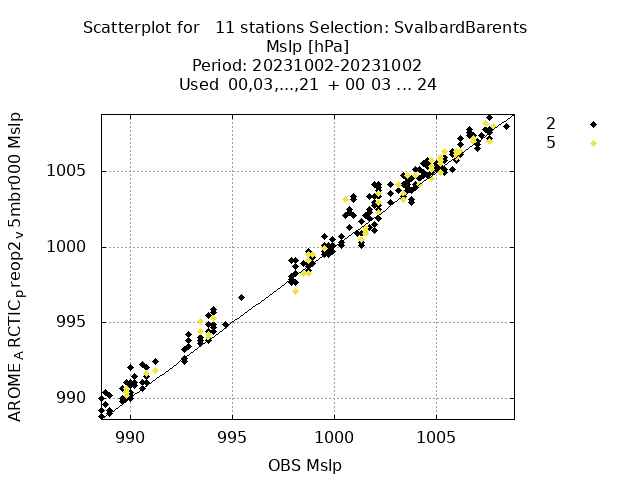 Scatterplot for 11 stations Selection: SvalbardBarents
Mslp [hPa]
Period: 20231002-20231002
Used 00,03,...,21 + 00 03 ... 24
2
5
AROME_ARCTIC_preop2_v5mbr000 Mslp
1005
1000
995
990
990 995 1000 1005
OBS Mslp